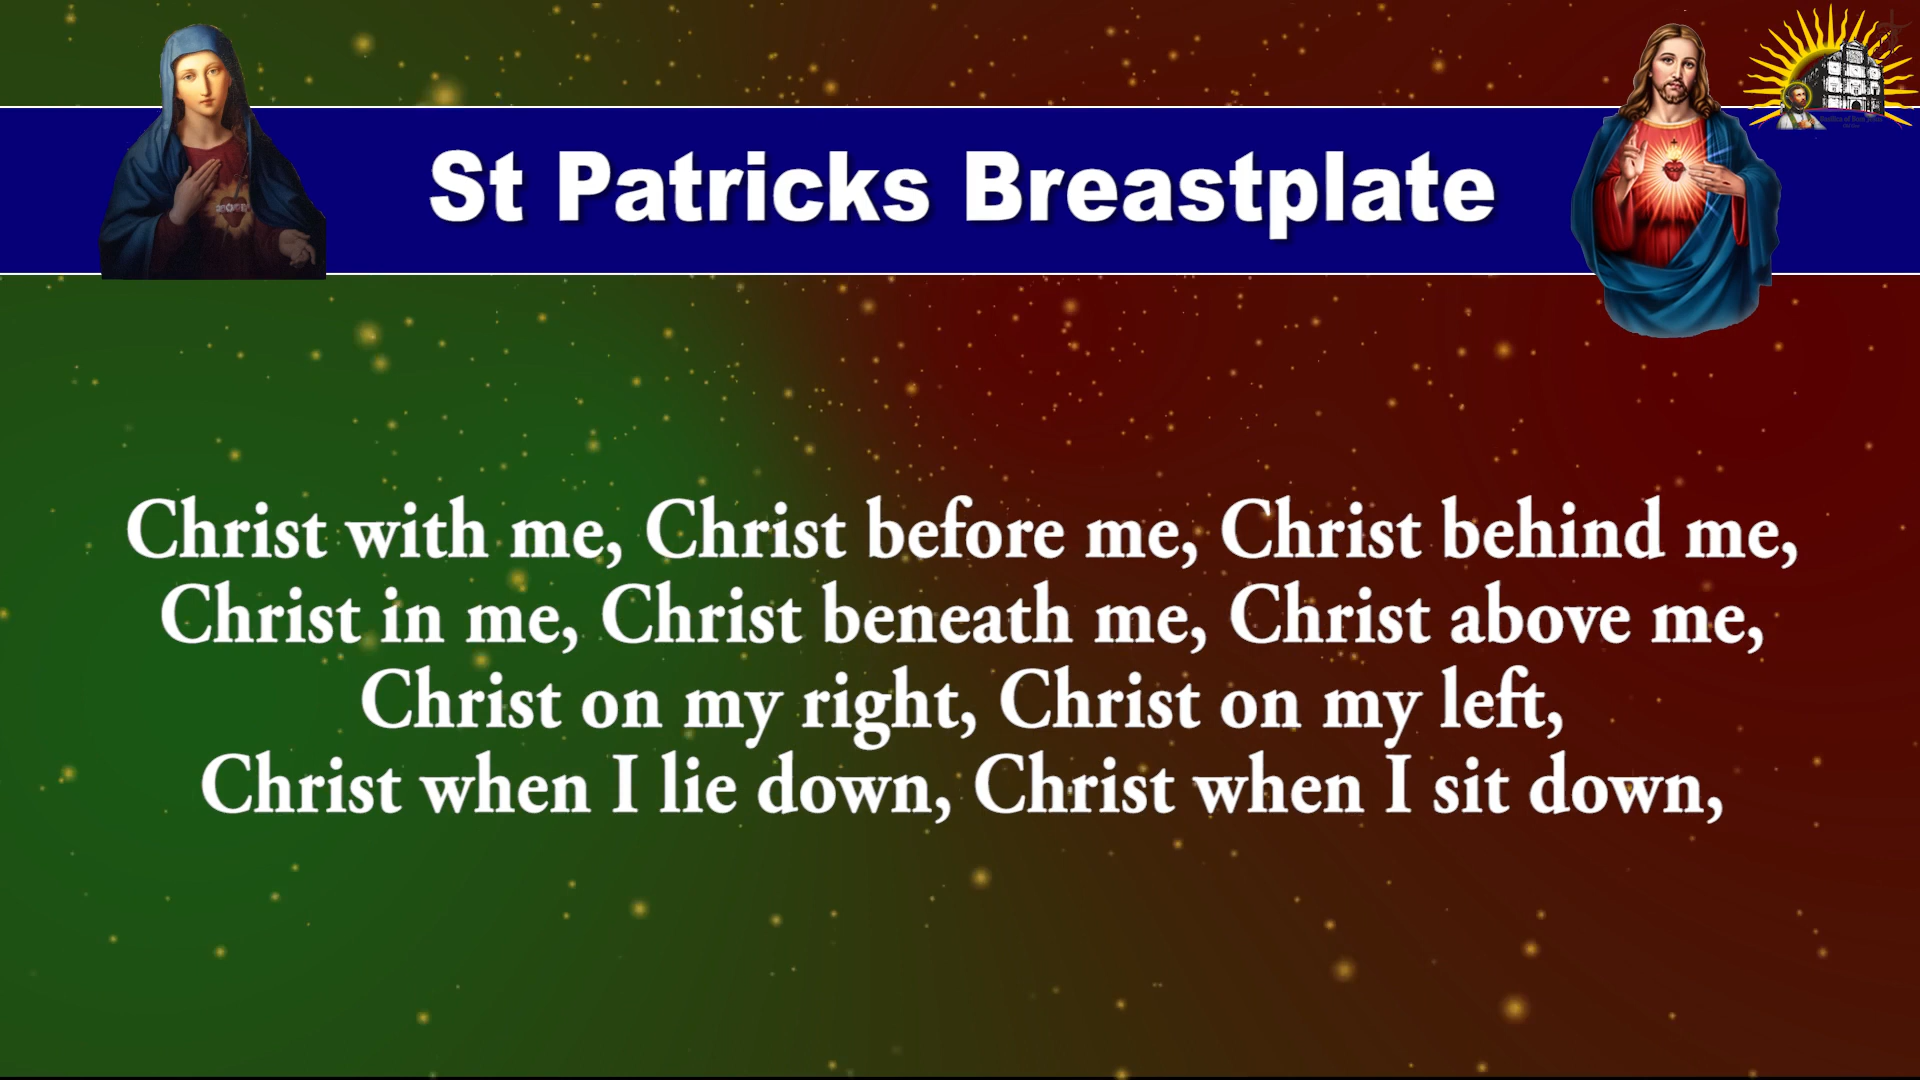 St Patricks Breastplate
Christ with me, Christ before me, Christ behind me,
Christ in me, Christ beneath me, Christ above me,
Christ on my right, Christ on my left,
Christ when I lie down, Christ when I sit down,